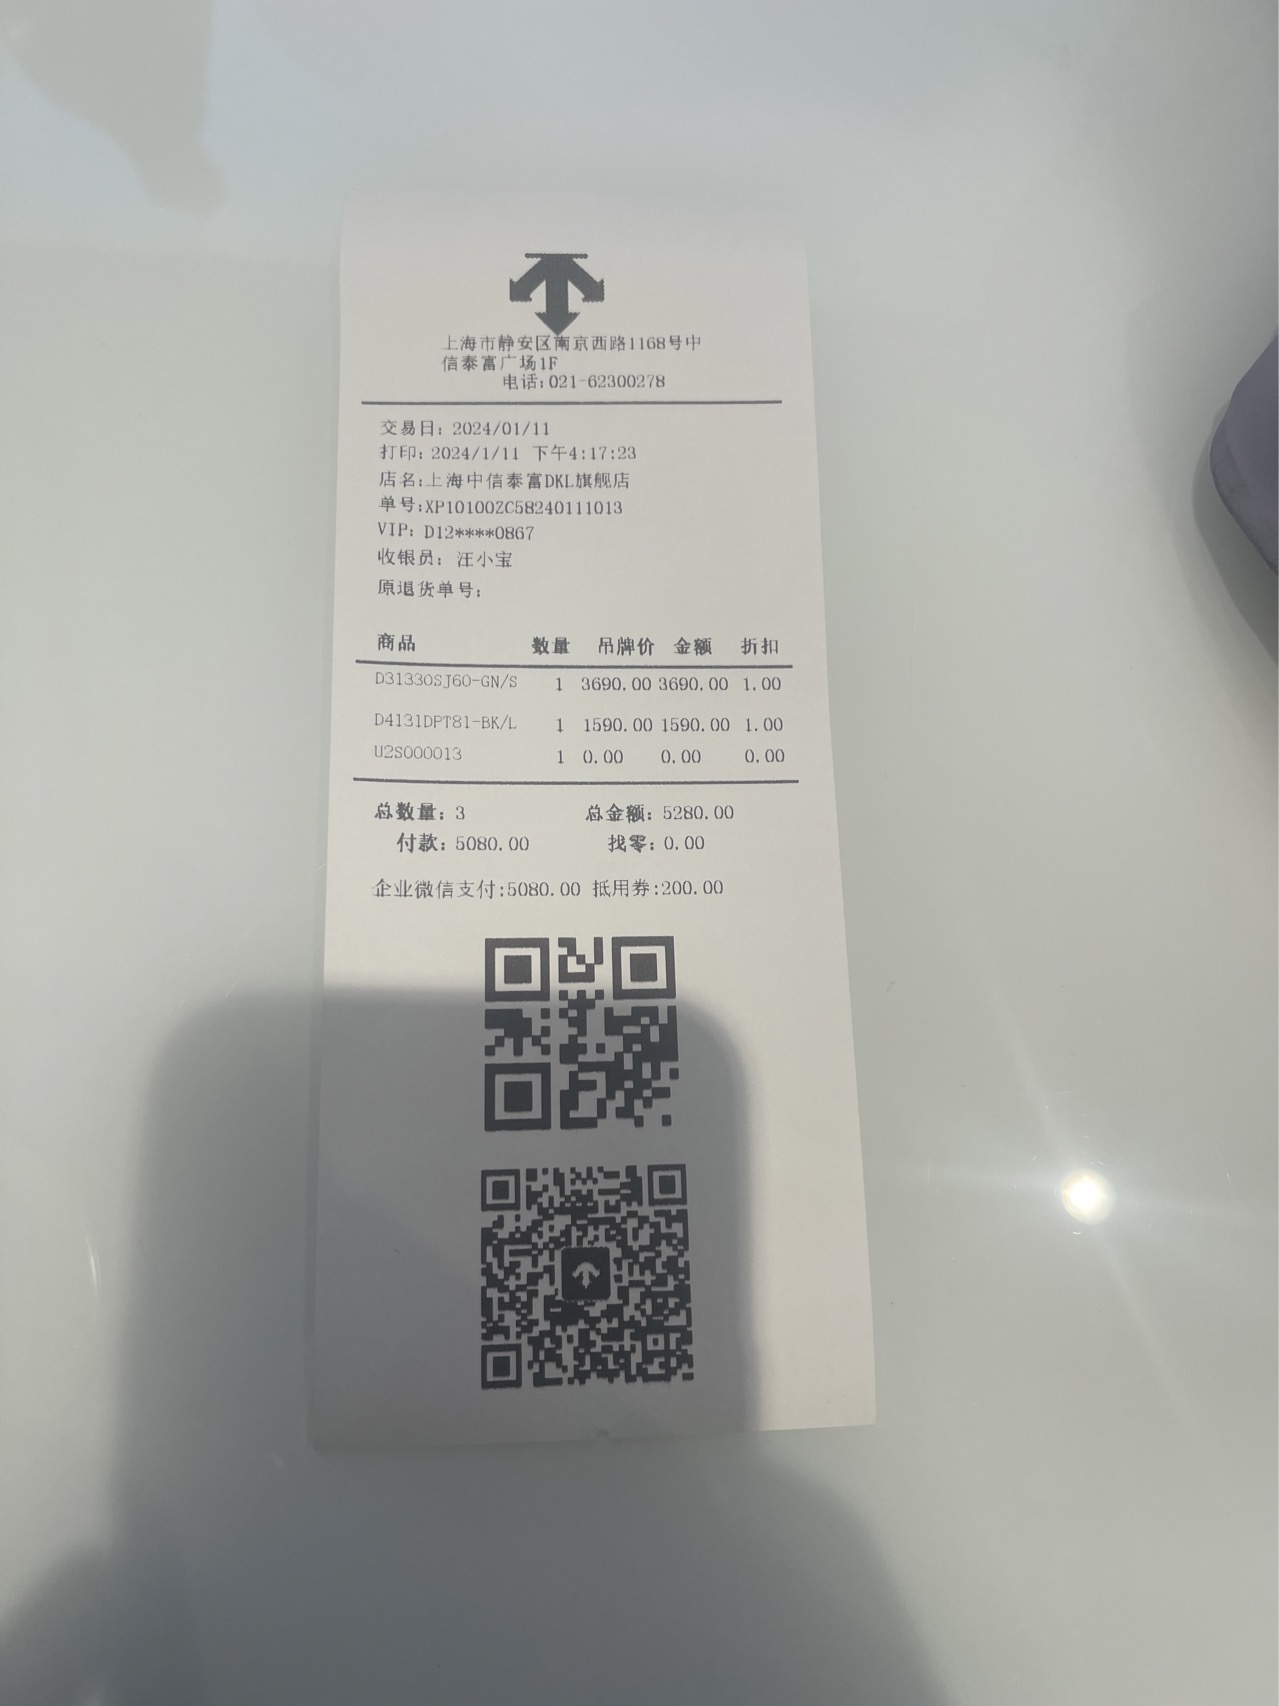 上海市静安区南京西路1168号中
信泰富广场1F
电话:021-62300278
交易日: 2024/01/11
打印: 2024/1/11 下午4:17:23
店名:上海中信泰富DKL旗舰店
单号:XP10100ZC58240111013
VIP: D12****0867
收银员: 汪小宝
原退货单号:
商品 数量 吊牌价 金额 折扣
D3133OSJ60-GN/S 1 3690.00 3690.00 1.00
D4131DPT81-BK/L 1 1590.00 1590.00 1.00
U2S000013 1 0.00 0.00 0.00
总数量: 3 总金额: 5280.00
付款: 5080.00 找零: 0.00
企业微信支付:5080.00 抵用券:200.00